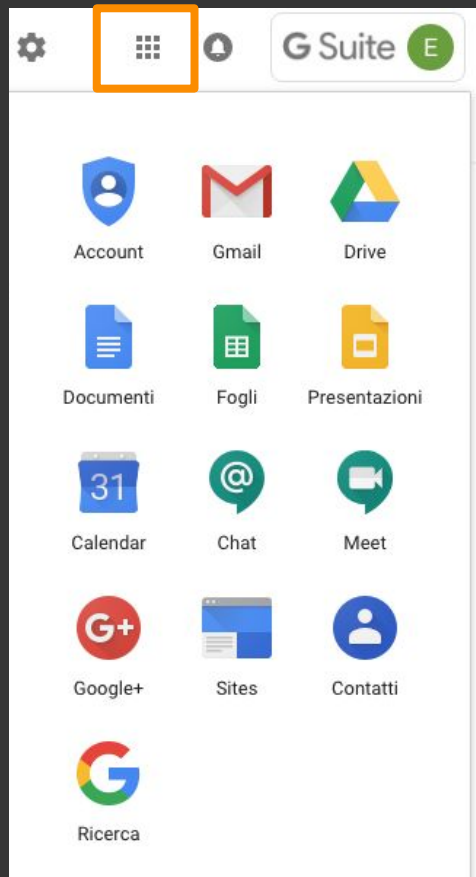 G Suite E
Account Gmail Drive
Documenti Fogli Presentazioni
31
Calendar Chat Meet
G+
Google+ Sites Contatti
G
Ricerca